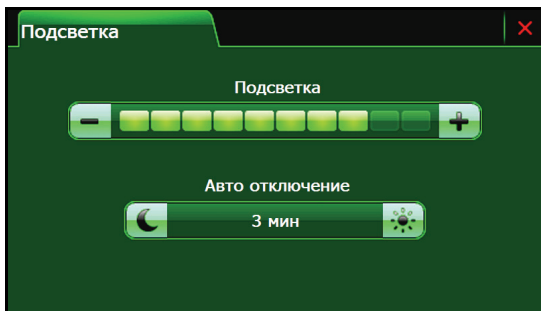 Подсветка
Подсветка
Авто отключение
3 мин